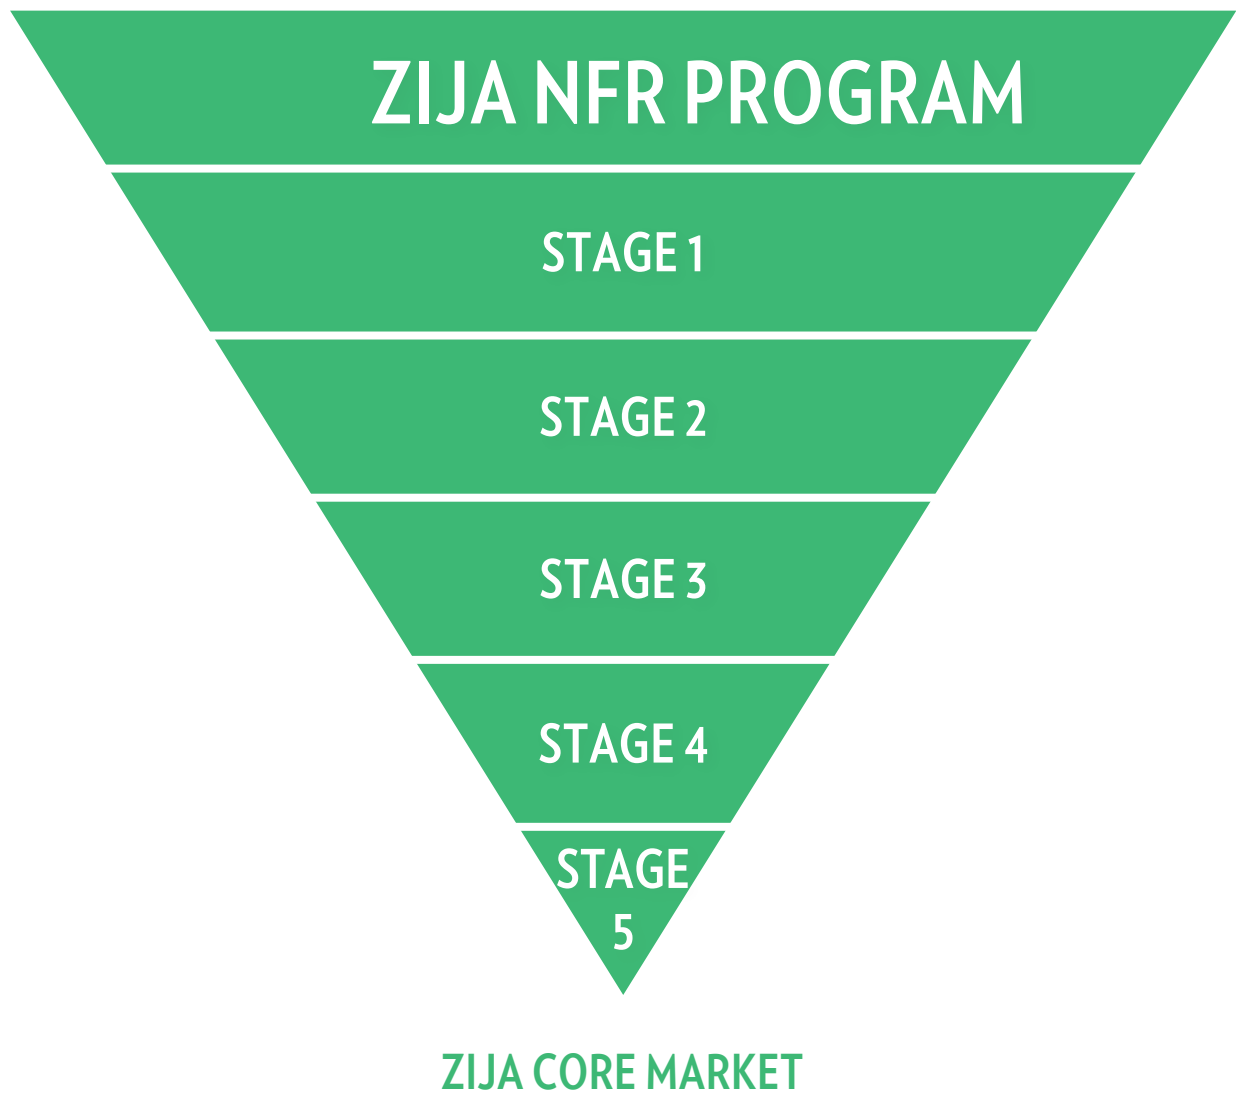 ZIJA NFR PROGRAM
STAGE 1
STAGE 2
STAGE 3
STAGE 4
STAGE
5
ZIJA CORE MARKET